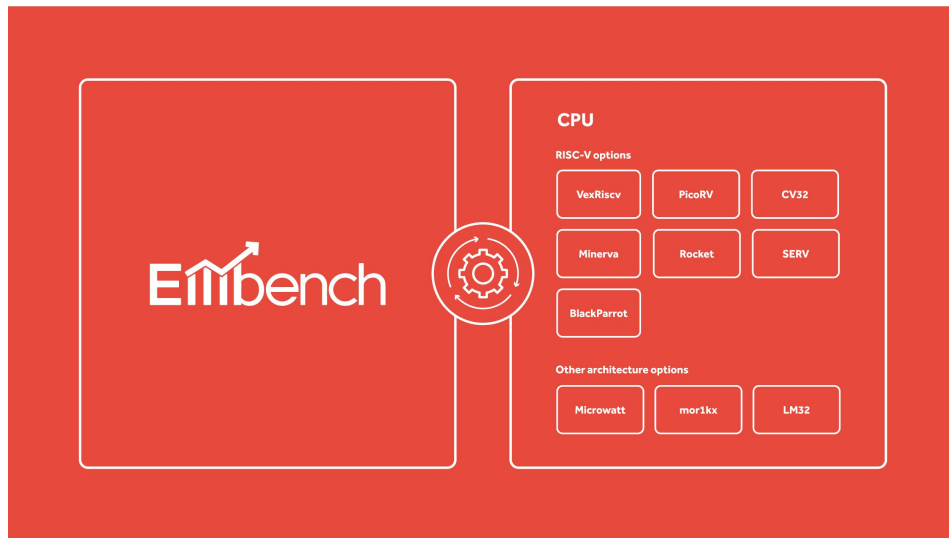 Embench
CPU
RISC-V options
VexRiscv PicoRV CV32
Minerva Rocket SERV
BlackParrot
Other architecture options
Microwatt mor1kx LM32